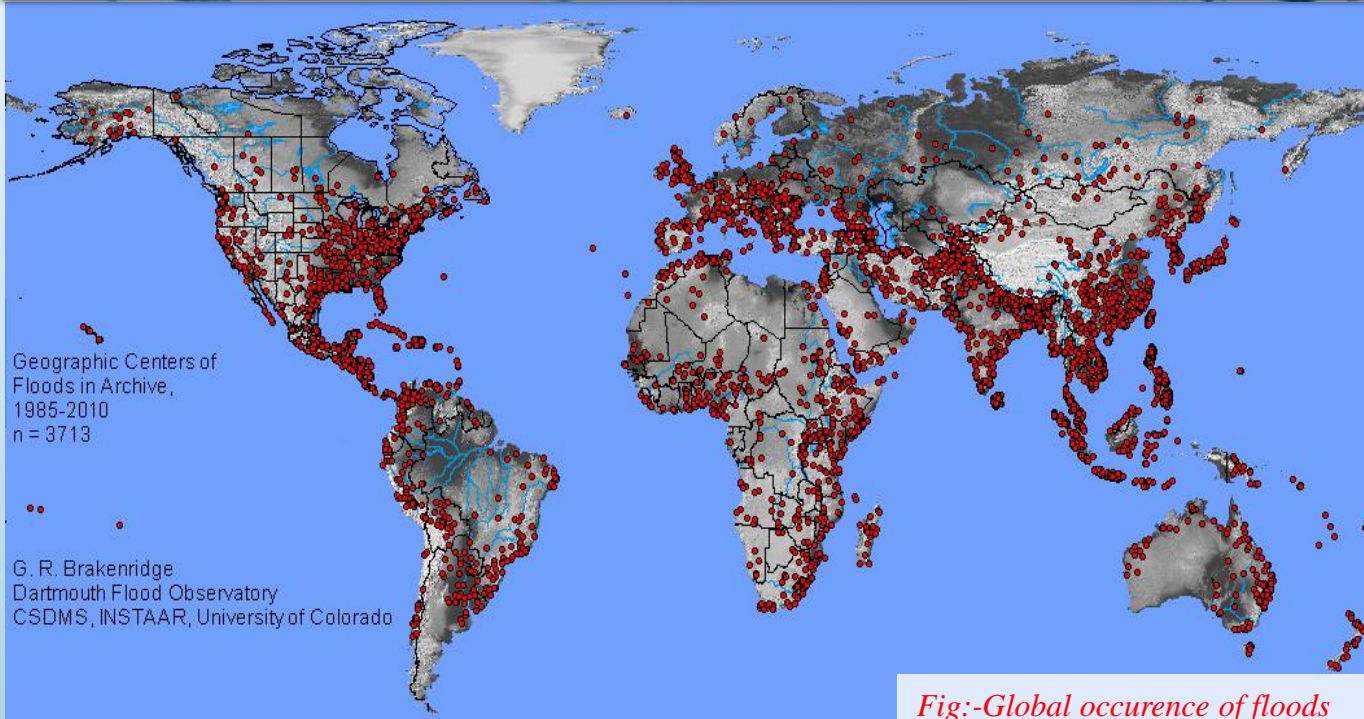 Geographic Centers of
Floods in Archive,
1985-2010
n = 3713
G. R. Brakenridge
Dartmouth Flood Observatory
CSDMS, INSTAAR, University of Colorado
Fig:-Global occurence of floods